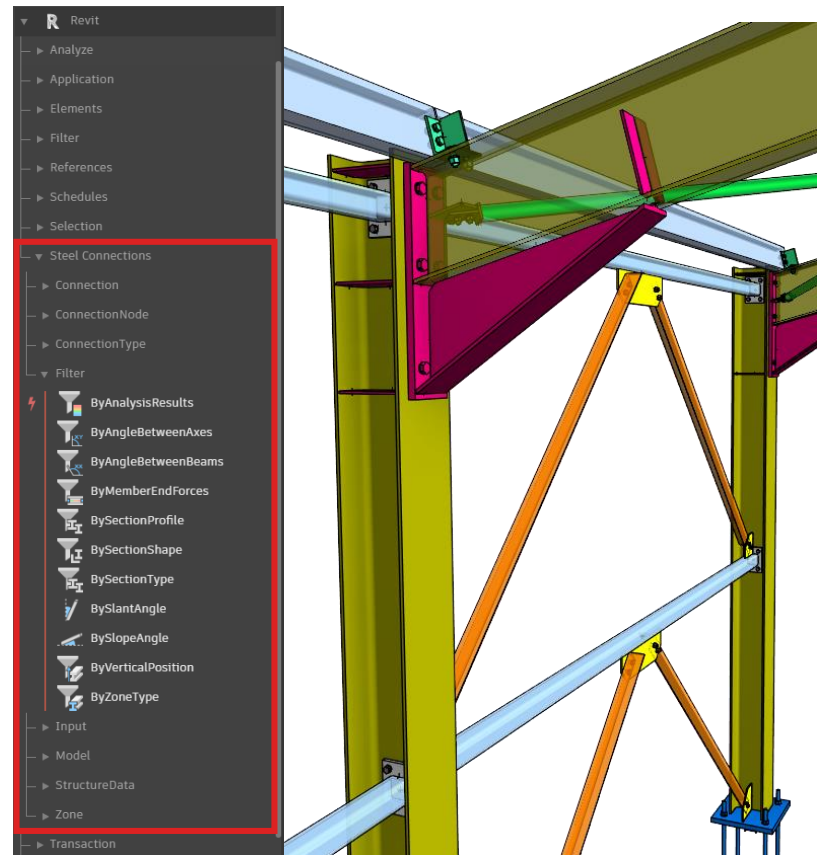 Revit
Analyze
Application
Elements
Filter
References
Schedules
Selection
Steel Connections
Connection
ConnectionNode
ConnectionType
Filter
ByAnalysisResults
ByAngleBetweenAxes
ByAngleBetweenBeams
ByMemberEndForces
BySectionProfile
BySectionShape
BySectionType
BySlantAngle
BySlopeAngle
ByVerticalPosition
ByZoneType
Input
Model
StructureData
Zone
Transaction